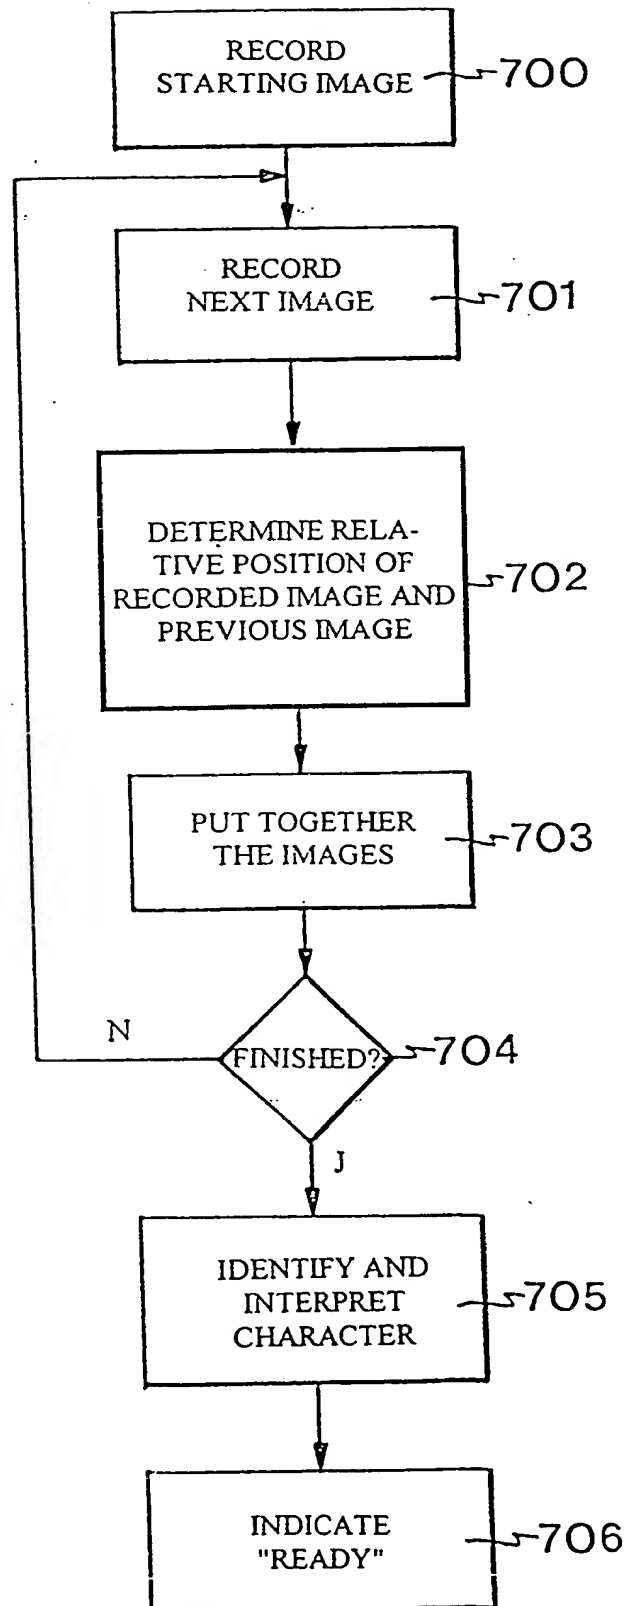 RECORD
STARTING IMAGE
700
RECORD
NEXT IMAGE
701
DETERMINE RELA-
TIVE POSITION OF
RECORDED IMAGE AND
PREVIOUS IMAGE
702
PUT TOGETHER
THE IMAGES
703
N
FINISHED?
704
J
IDENTIFY AND
INTERPRET
CHARACTER
705
INDICATE
"READY"
706